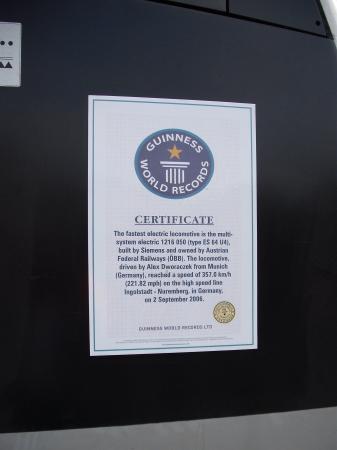 GUINNESS
WORLD RECORDS
CERTIFICATE
The fastest electric locomotive is the multi-
system electric 1216 050 (type ES 64 U4),
built by Siemens and owned by Austrian
Federal Railways (ÖBB). The locomotive,
driven by Alex Dworaczek from Munich
(Germany), reached a speed of 357.0 km/h
(221.82 mph) on the high speed line
Ingolstadt - Nuremberg, in Germany,
on 2 September 2006.
GUINNESS WORLD RECORDS LTD